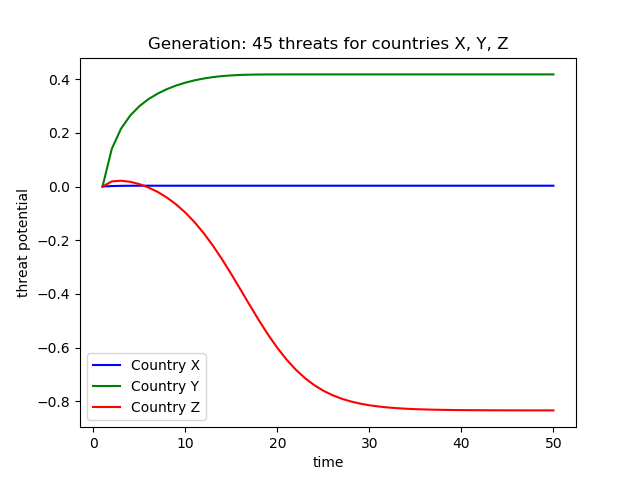 Generation: 45 threats for countries X, Y, Z
threat potential
0.4
0.2
0.0
−0.2
−0.4
−0.6
−0.8
Country X
Country Y
Country Z
0 10 20 30 40 50
time